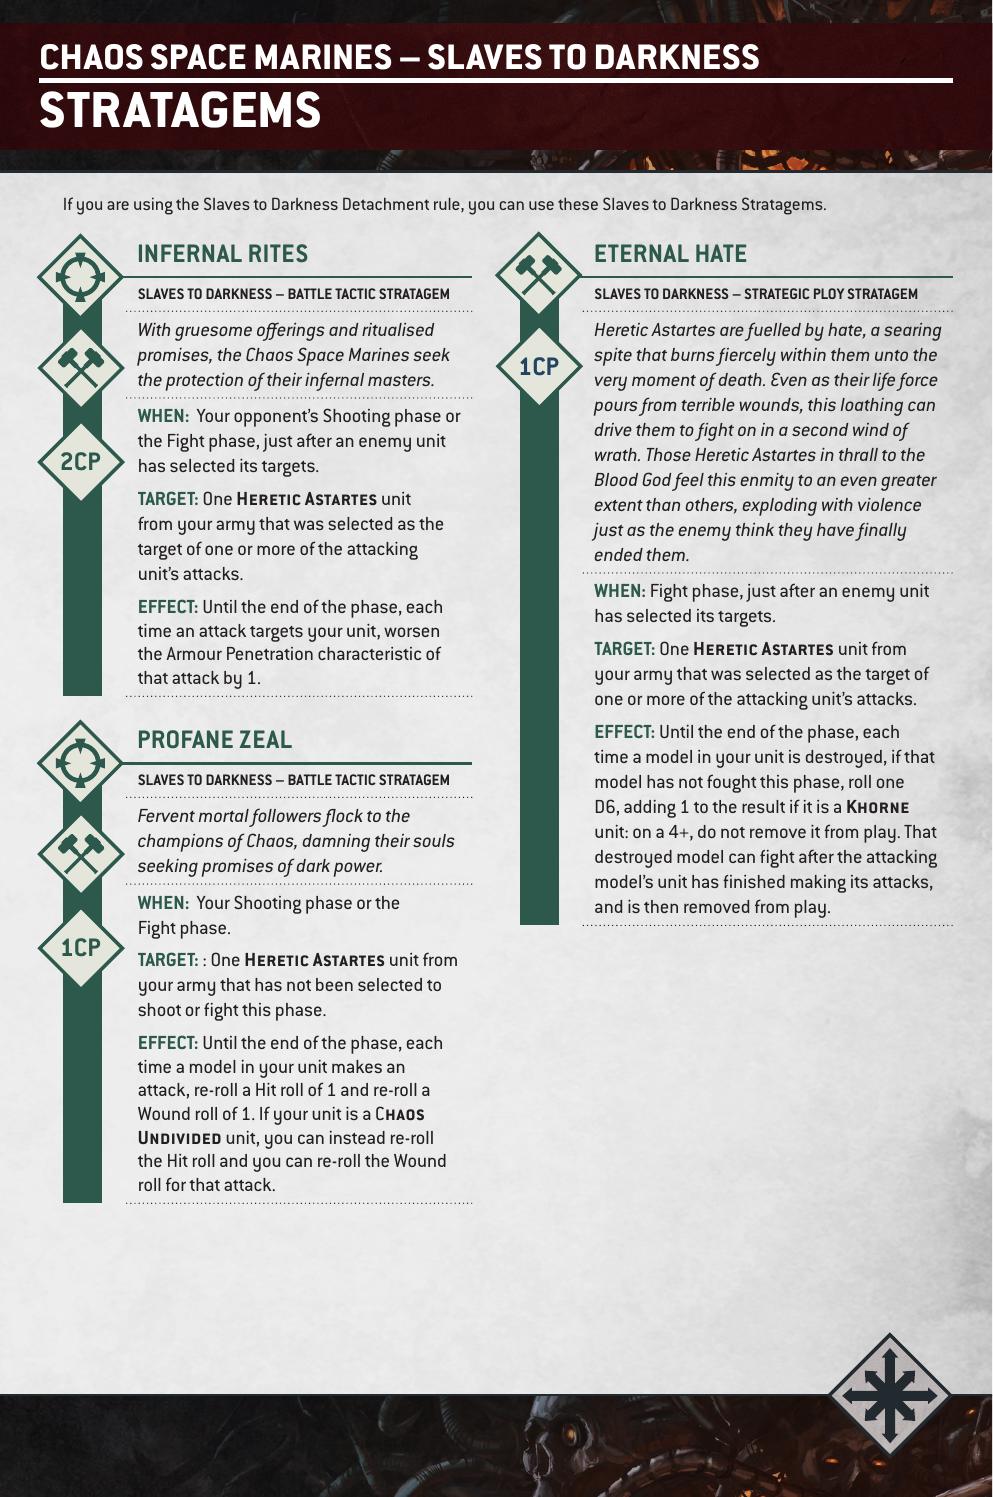 CHAOS SPACE MARINES – SLAVES TO DARKNESS
STRATAGEMS
If you are using the Slaves to Darkness Detachment rule, you can use these Slaves to Darkness Stratagems.
INFERNAL RITES
SLAVES TO DARKNESS – BATTLE TACTIC STRATAGEM
With gruesome offerings and ritualised
promises, the Chaos Space Marines seek
the protection of their infernal masters.
2CP
WHEN: Your opponent's Shooting phase or
the Fight phase, just after an enemy unit
has selected its targets.
TARGET: One HERETIC ASTARTES unit
from your army that was selected as the
target of one or more of the attacking
unit's attacks.
EFFECT: Until the end of the phase, each
time an attack targets your unit, worsen
the Armour Penetration characteristic of
that attack by 1.
PROFANE ZEAL
SLAVES TO DARKNESS – BATTLE TACTIC STRATAGEM
Fervent mortal followers flock to the
champions of Chaos, damning their souls
seeking promises of dark power.
1CP
WHEN: Your Shooting phase or the
Fight phase.
TARGET: : One HERETIC ASTARTES unit from
your army that has not been selected to
shoot or fight this phase.
EFFECT: Until the end of the phase, each
time a model in your unit makes an
attack, re-roll a Hit roll of 1 and re-roll a
Wound roll of 1. If your unit is a CHAOS
UNDIVIDED unit, you can instead re-roll
the Hit roll and you can re-roll the Wound
roll for that attack.
ETERNAL HATE
SLAVES TO DARKNESS – STRATEGIC PLOY STRATAGEM
1CP
Heretic Astartes are fuelled by hate, a searing
spite that burns fiercely within them unto the
very moment of death. Even as their life force
pours from terrible wounds, this loathing can
drive them to fight on in a second wind of
wrath. Those Heretic Astartes in thrall to the
Blood God feel this enmity to an even greater
extent than others, exploding with violence
just as the enemy think they have finally
ended them.
WHEN: Fight phase, just after an enemy unit
has selected its targets.
TARGET: One HERETIC ASTARTES unit from
your army that was selected as the target of
one or more of the attacking unit's attacks.
EFFECT: Until the end of the phase, each
time a model in your unit is destroyed, if that
model has not fought this phase, roll one
D6, adding 1 to the result if it is a KHORNE
unit: on a 4+, do not remove it from play. That
destroyed model can fight after the attacking
model's unit has finished making its attacks,
and is then removed from play.